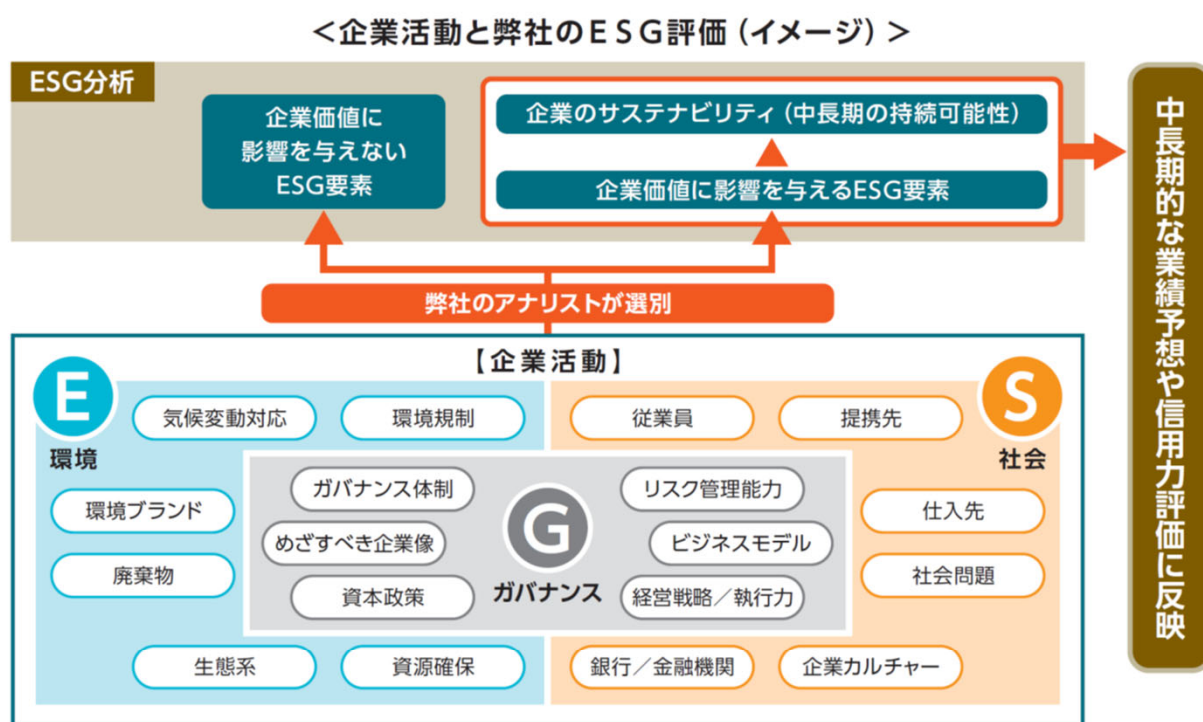 ＜企業活動と弊社のＥＳＧ評価（イメージ）＞
ESG分析
企業価値に
影響を与えない
ESG要素
企業のサステナビリティ（中長期の持続可能性）
企業価値に影響を与えるESG要素
中長期的な業績予想や信用力評価に反映
弊社のアナリストが選別
【企業活動】
E
環境
気候変動対応
環境規制
環境ブランド
廃棄物
生態系
資源確保
G
ガバナンス
ガバナンス体制
めざすべき企業像
資本政策
リスク管理能力
ビジネスモデル
経営戦略／執行力
S
社会
従業員
提携先
仕入先
社会問題
銀行／金融機関
企業カルチャー